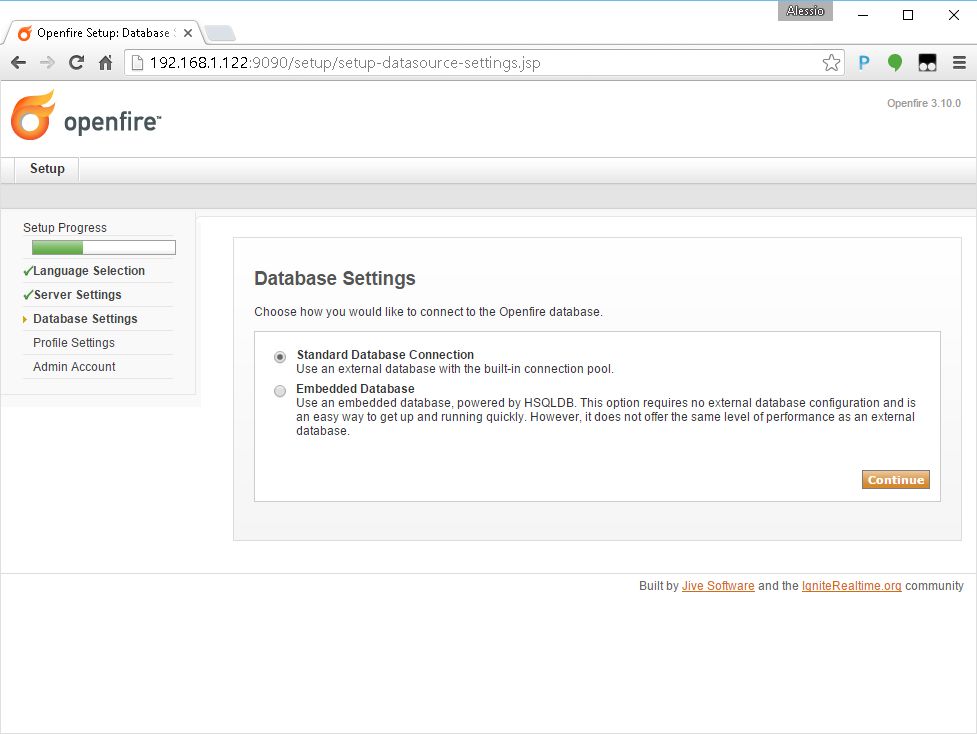 Alessio
Openfire Setup: Database S
192.168.1.122:9090/setup/setup-datasource-settings.jsp
P
openfire™
Openfire 3.10.0
Setup
Setup Progress
Language Selection
Server Settings
Database Settings
Profile Settings
Admin Account
Database Settings
Choose how you would like to connect to the Openfire database.
Standard Database Connection
Use an external database with the built-in connection pool.
Embedded Database
Use an embedded database, powered by HSQLDB. This option requires no external database configuration and is
an easy way to get up and running quickly. However, it does not offer the same level of performance as an external
database.
Continue
Built by Jive Software and the IgniteRealtime.org community